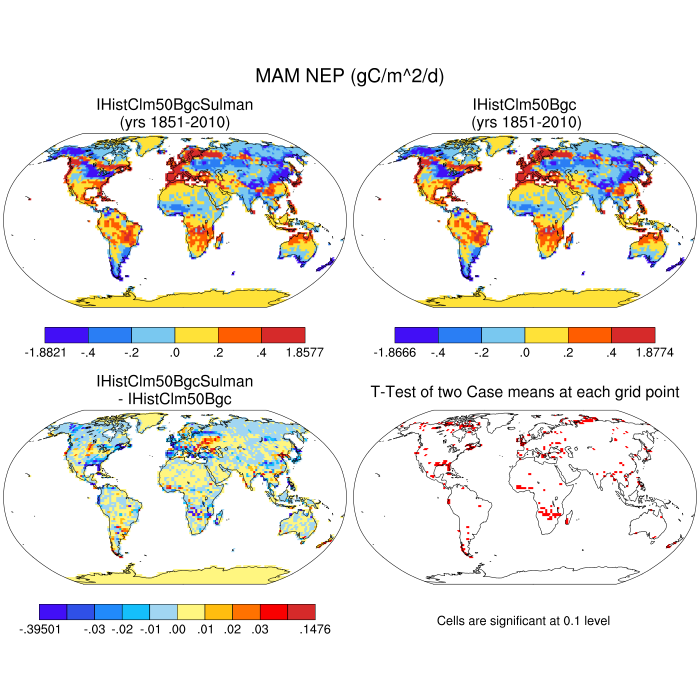 MAM NEP (gC/m^2/d)
IHistClm50BgcSulman
(yrs 1851-2010)
IHistClm50Bgc
(yrs 1851-2010)
-1.8821 -.4 -.2 .0 .2 .4 1.8577
-1.8666 -.4 -.2 .0 .2 .4 1.8774
IHistClm50BgcSulman
- IHistClm50Bgc
T-Test of two Case means at each grid point
-.39501 -.03 -.02 -.01 .00 .01 .02 .03 .1476
Cells are significant at 0.1 level